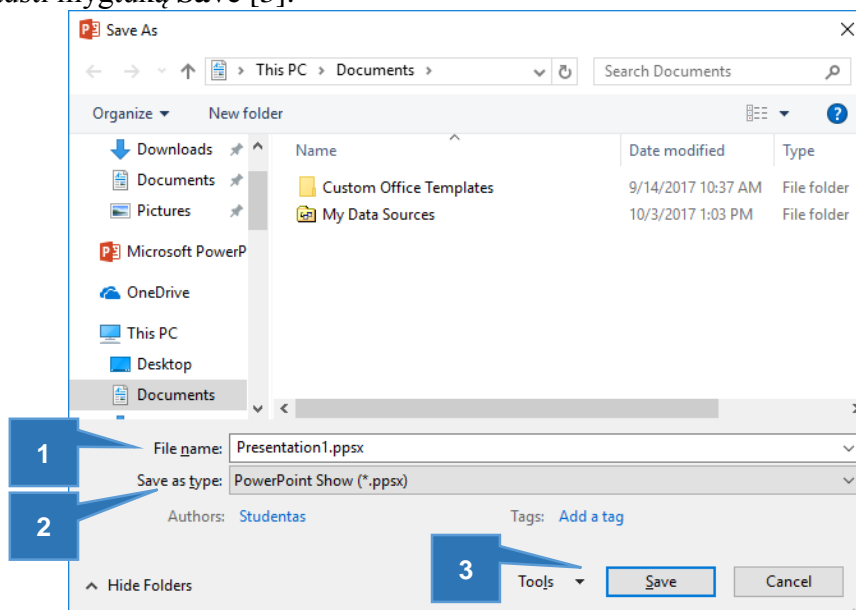 mygtuką Save [3].
Save As
This PC > Documents >
Search Documents
Organize
New folder
Downloads
Documents
Pictures
Microsoft PowerP
OneDrive
This PC
Desktop
Documents
Name
Date modified
Type
Custom Office Templates
9/14/2017 10:37 AM
File folder
My Data Sources
10/3/2017 1:03 PM
File folder
1
File name: Presentation1.ppsx
Save as type: PowerPoint Show (*.ppsx)
2
Authors: Studentas
Tags: Add a tag
3
Hide Folders
Tools
Save
Cancel